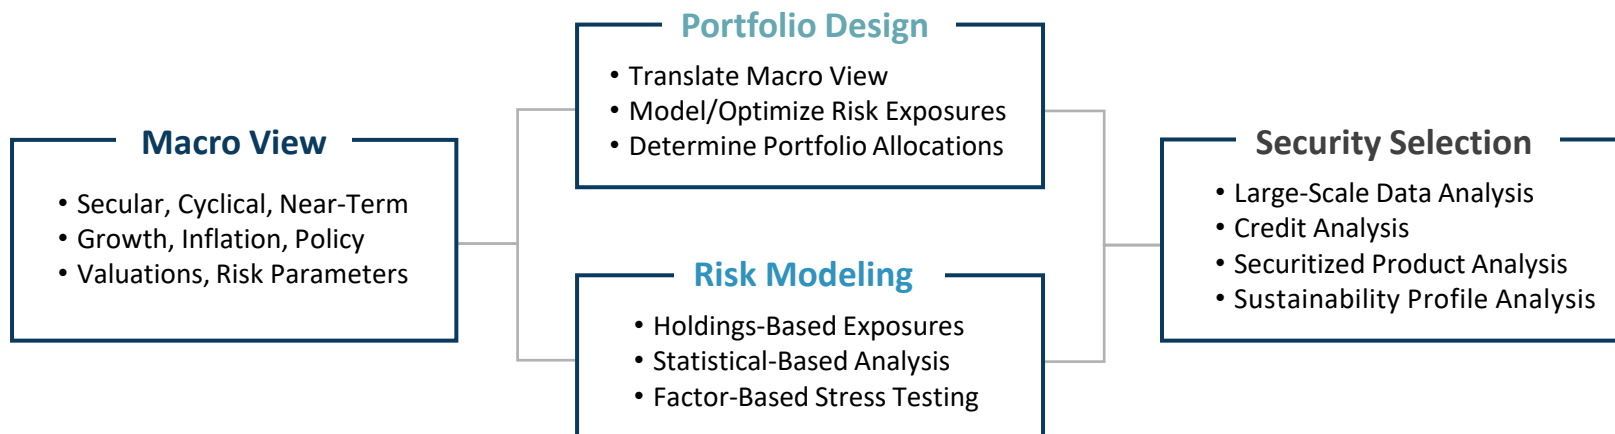 Macro View
• Secular, Cyclical, Near-Term
• Growth, Inflation, Policy
• Valuations, Risk Parameters
Portfolio Design
• Translate Macro View
• Model/Optimize Risk Exposures
• Determine Portfolio Allocations
Risk Modeling
• Holdings-Based Exposures
• Statistical-Based Analysis
• Factor-Based Stress Testing
Security Selection
• Large-Scale Data Analysis
• Credit Analysis
• Securitized Product Analysis
• Sustainability Profile Analysis